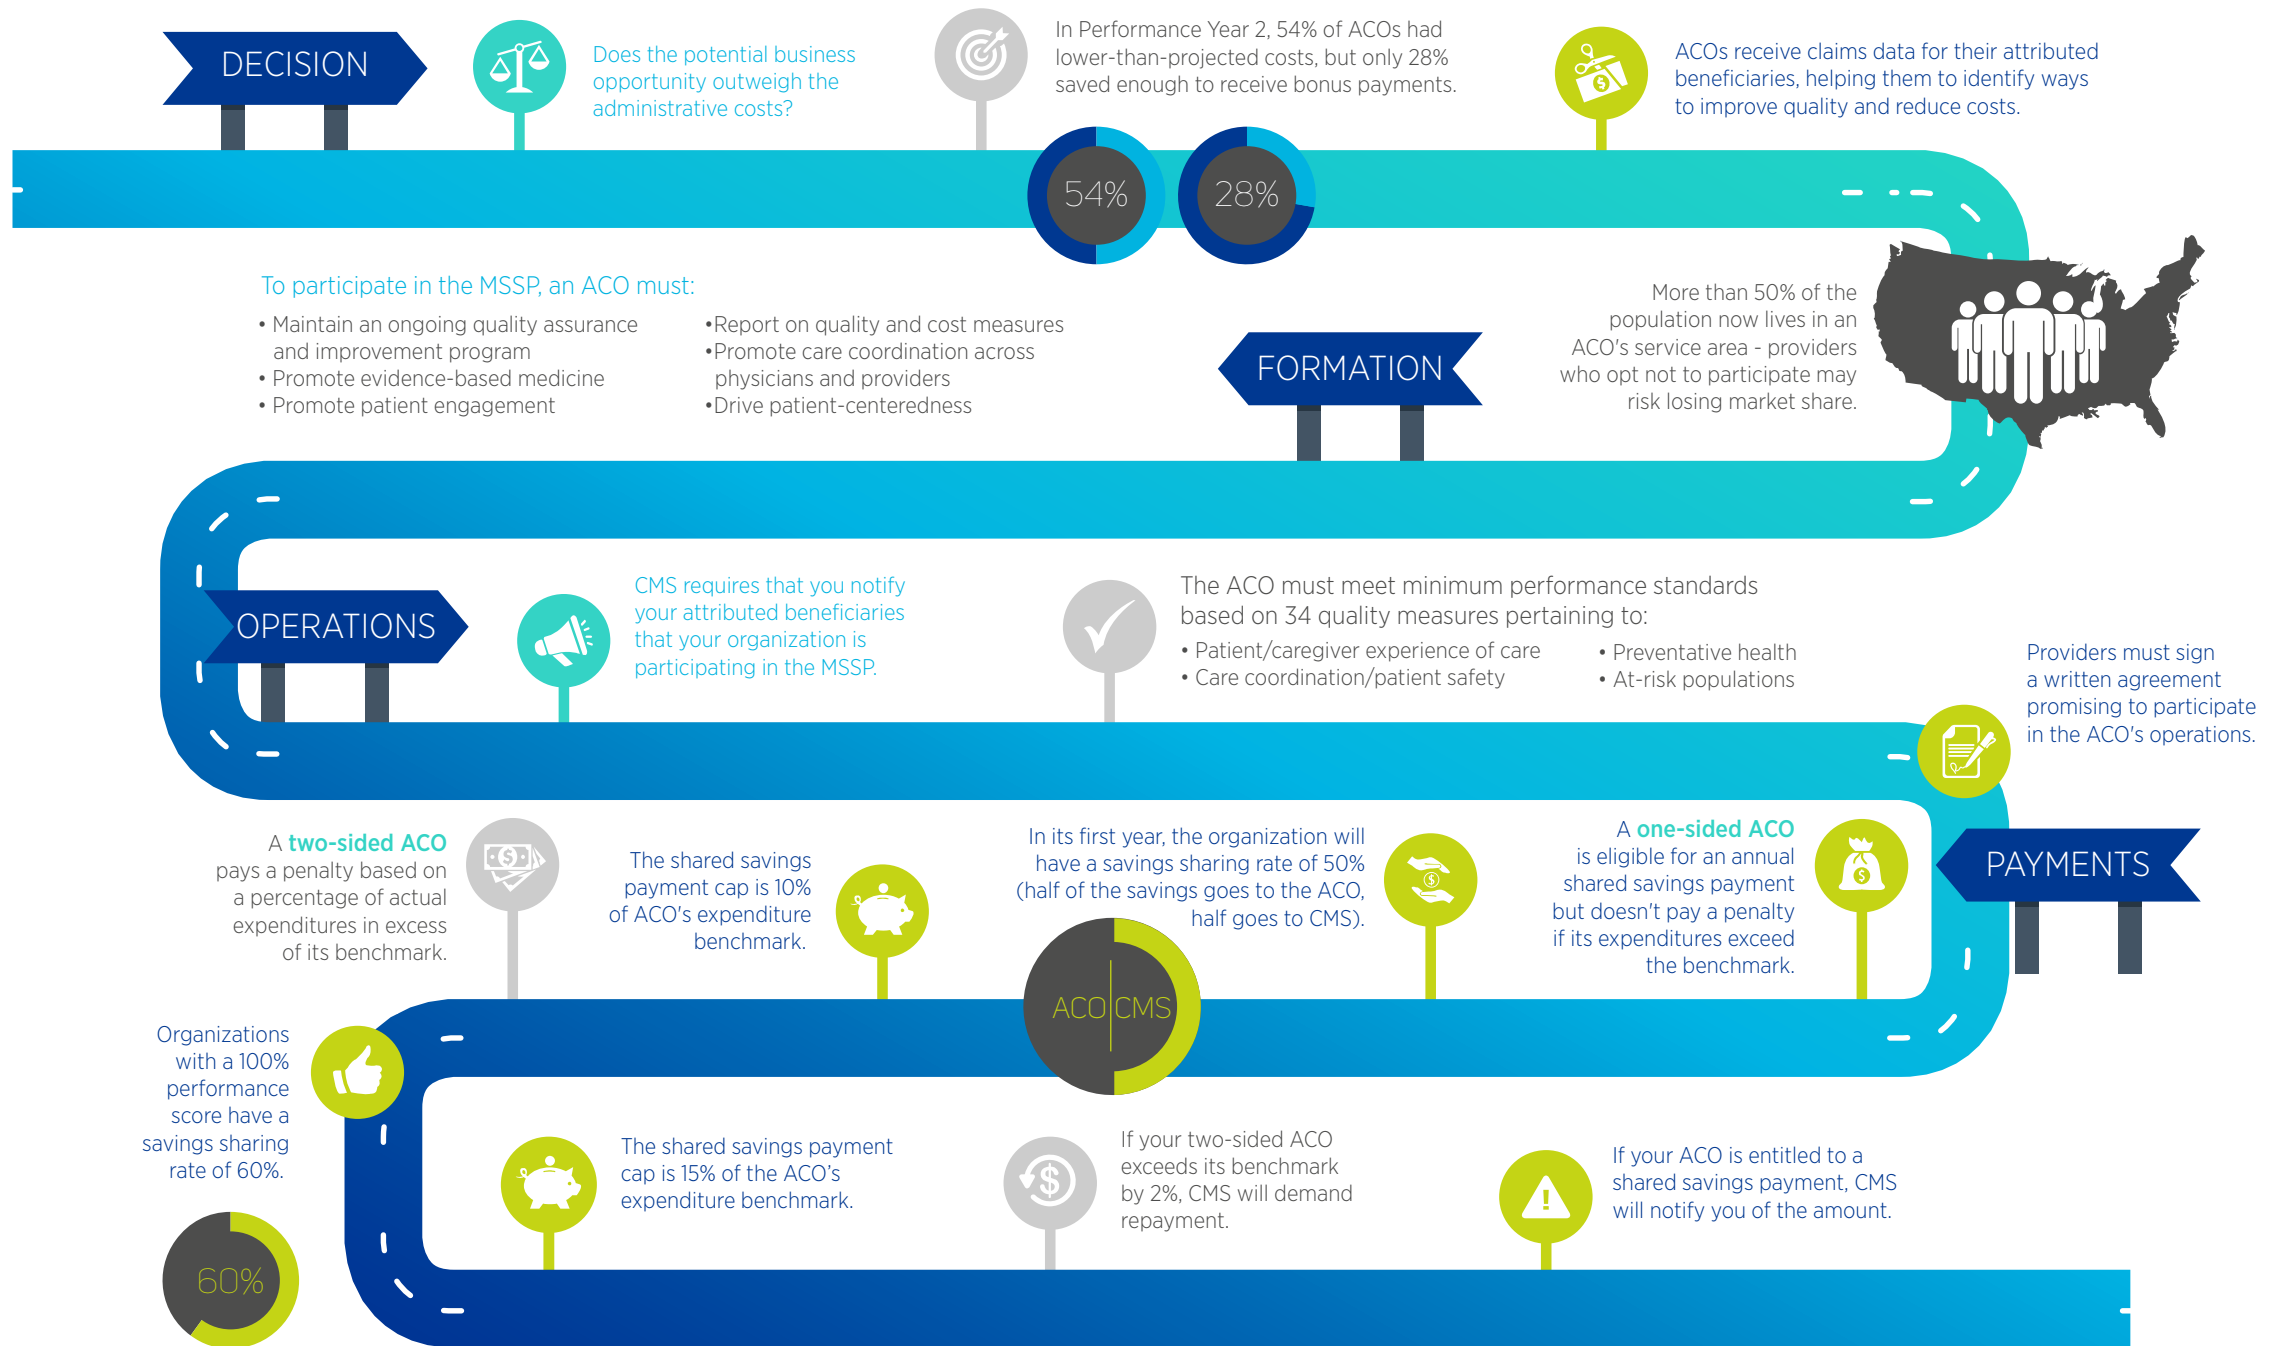 DECISION
Does the potential business
opportunity outweigh the
administrative costs?
In Performance Year 2, 54% of ACOs had
lower-than-projected costs, but only 28%
saved enough to receive bonus payments.
ACOs receive claims data for their attributed
beneficiaries, helping them to identify ways
to improve quality and reduce costs.
54%
28%
More than 50% of the
population now lives in an
ACO's service area - providers
who opt not to participate may
risk losing market share.
FORMATION
To participate in the MSSP, an ACO must:
• Maintain an ongoing quality assurance
and improvement program
• Promote evidence-based medicine
• Promote patient engagement
•Report on quality and cost measures
•Promote care coordination across
physicians and providers
•Drive patient-centeredness
OPERATIONS
CMS requires that you notify
your attributed beneficiaries
that your organization is
participating in the MSSP.
The ACO must meet minimum performance standards
based on 34 quality measures pertaining to:
• Patient/caregiver experience of care
• Care coordination/patient safety
• Preventative health
• At-risk populations
Providers must sign
a written agreement
promising to participate
in the ACO's operations.
PAYMENTS
A one-sided ACO
is eligible for an annual
shared savings payment
but doesn't pay a penalty
if its expenditures exceed
the benchmark.
In its first year, the organization will
have a savings sharing rate of 50%
(half of the savings goes to the ACO,
half goes to CMS).
ACO CMS
The shared savings
payment cap is 10%
of ACO's expenditure
benchmark.
A two-sided ACO
pays a penalty based on
a percentage of actual
expenditures in excess
of its benchmark.
Organizations
with a 100%
performance
score have a
savings sharing
rate of 60%.
60%
The shared savings payment
cap is 15% of the ACO’s
expenditure benchmark.
If your two-sided ACO
exceeds its benchmark
by 2%, CMS will demand
repayment.
If your ACO is entitled to a
shared savings payment, CMS
will notify you of the amount.